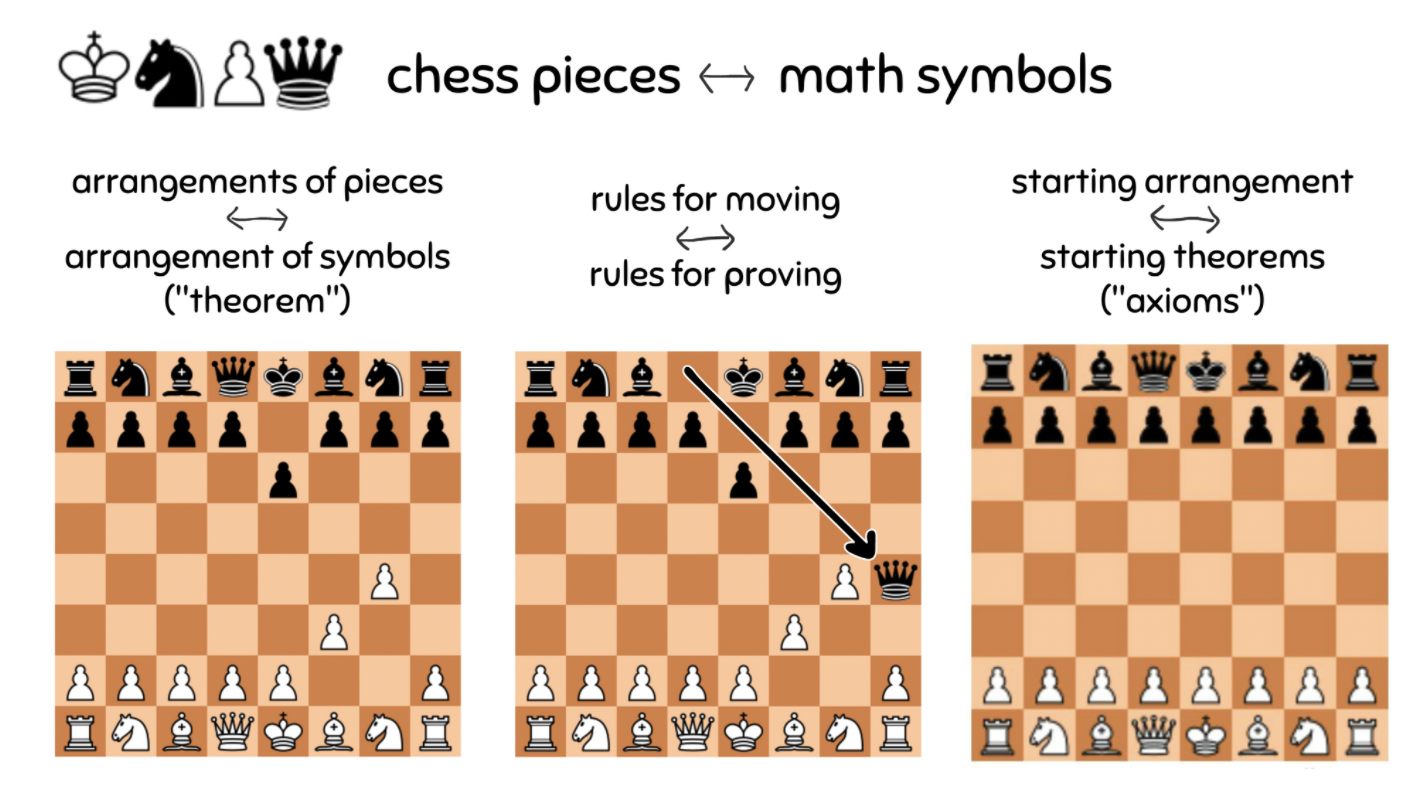 chess pieces ↔ math symbols
arrangements of pieces
↔
arrangement of symbols
("theorem")
rules for moving
↔
rules for proving
starting arrangement
↔
starting theorems
("axioms")